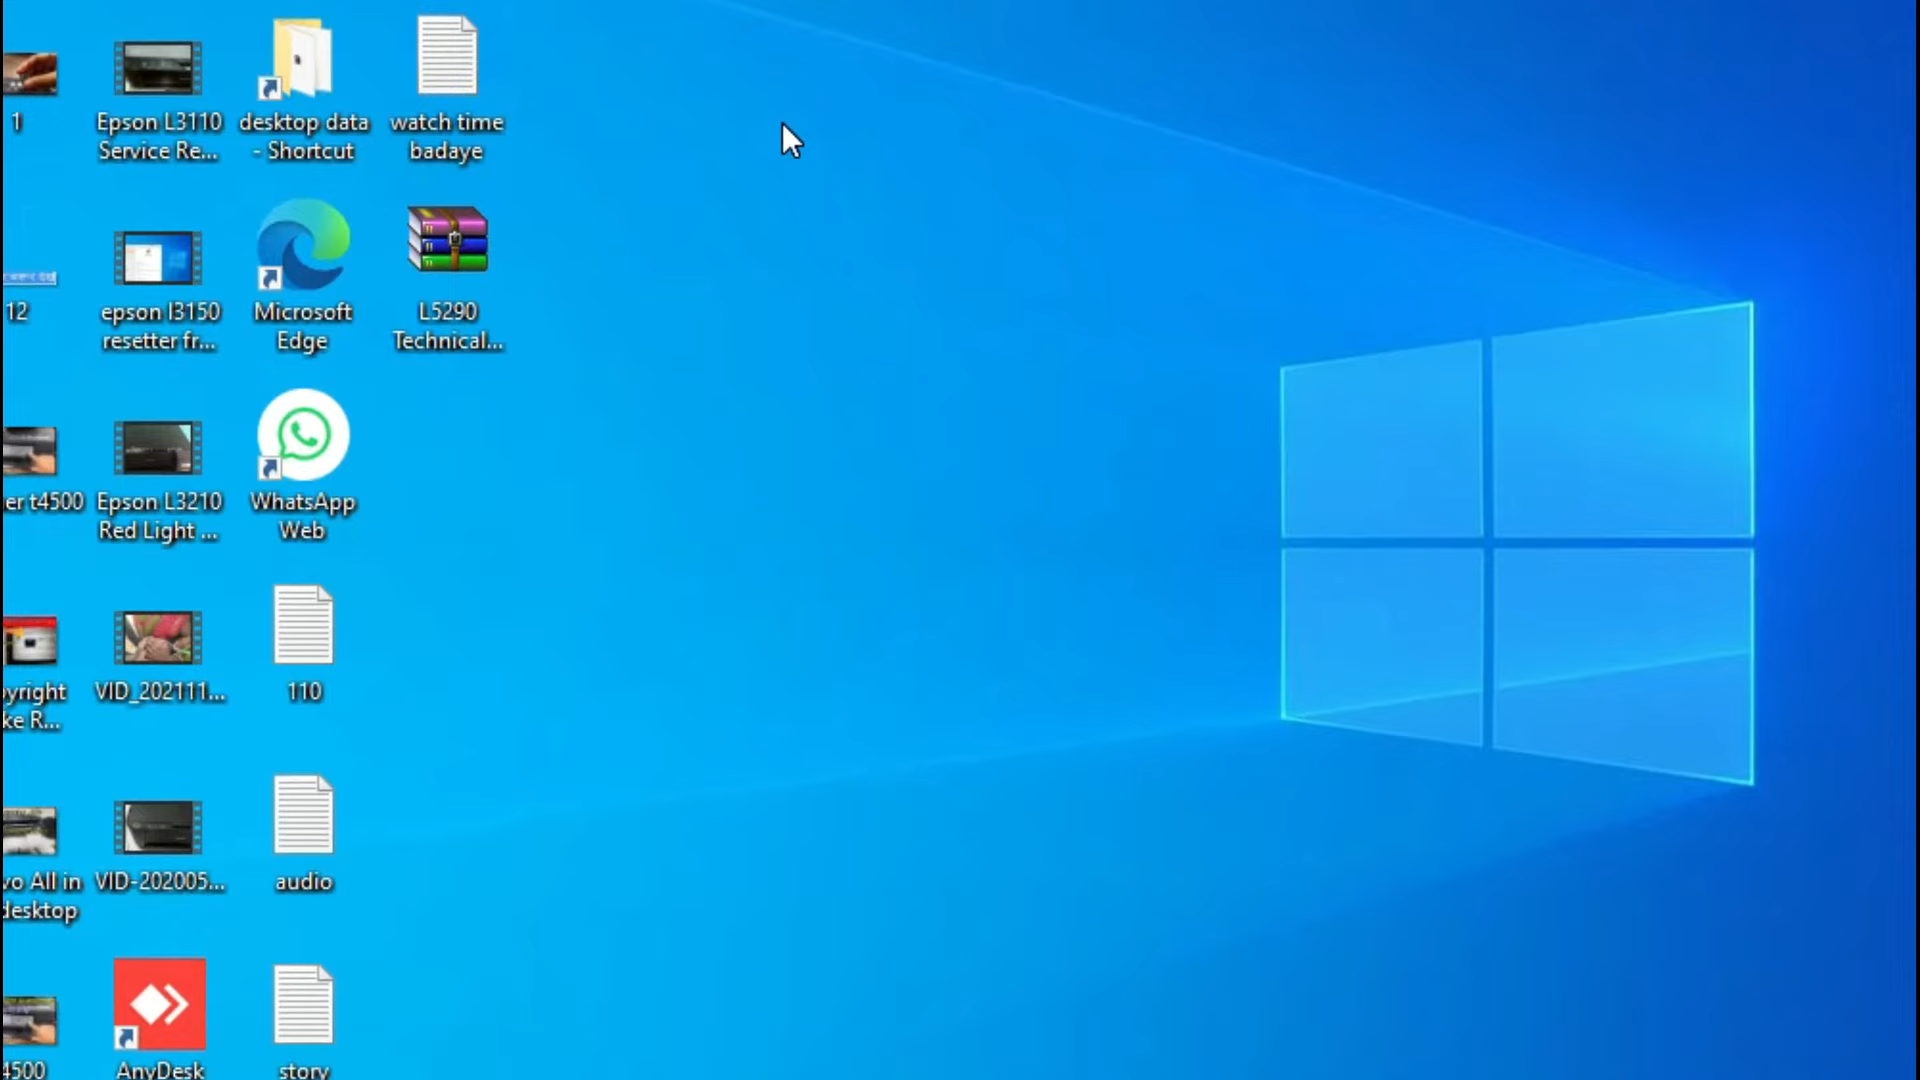 1
12
er t4500
pyright
ke R...
vo All in
desktop
4500
Epson L3110
Service Re...
epson l3150
resetter fr...
Epson L3210
Red Light ...
VID_202111...
VID-202005...
AnyDesk
desktop data
- Shortcut
Microsoft
Edge
WhatsApp
Web
110
audio
story
watch time
badaye
L5290
Technical...